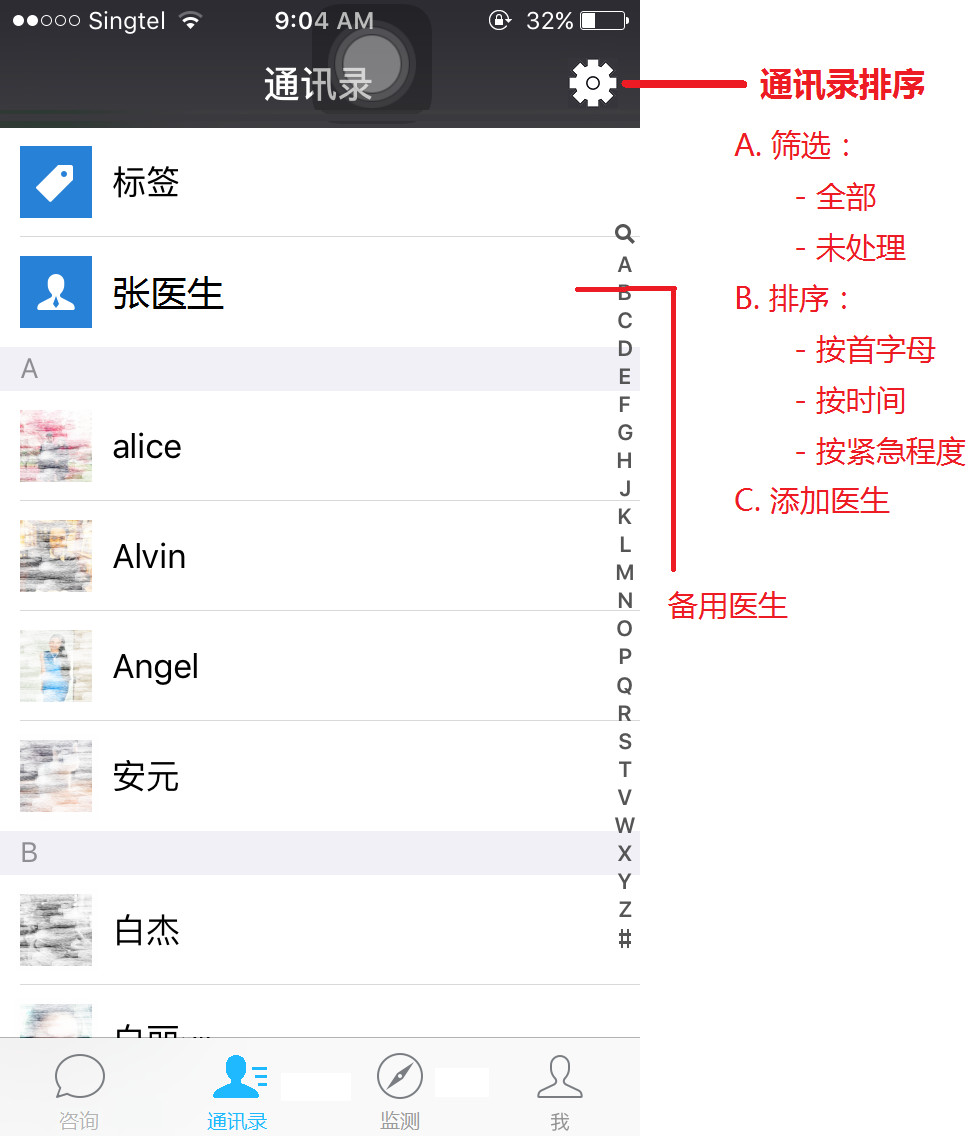 Singtel 9:04 AM 32%
通讯录
通讯录排序
A. 筛选：
- 全部
- 未处理
B. 排序：
- 按首字母
- 按时间
- 按紧急程度
C. 添加医生
备用医生
标签
张医生
A
alice
Alvin
Angel
安元
B
白杰
A
B
C
D
E
F
G
H
J
K
L
M
N
O
P
Q
R
S
T
V
W
X
Y
Z
#
咨询
通讯录
监测
我